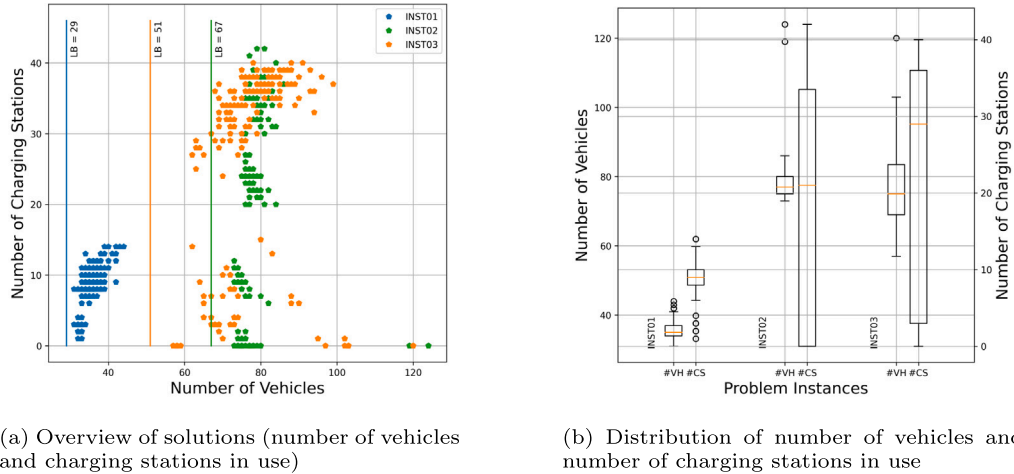 LB = 29
LB = 51
LB = 67
INST01
INST02
INST03
40
30
20
10
0
Number of Charging Stations
40
60
80
100
120
Number of Vehicles
120
100
80
60
40
Number of Vehicles
INST01
INST02
INST03
40
30
20
10
0
Number of Charging Stations
#VH #CS
#VH #CS
#VH #CS
Problem Instances
(a) Overview of solutions (number of vehicles
and charging stations in use)
(b) Distribution of number of vehicles and
number of charging stations in use